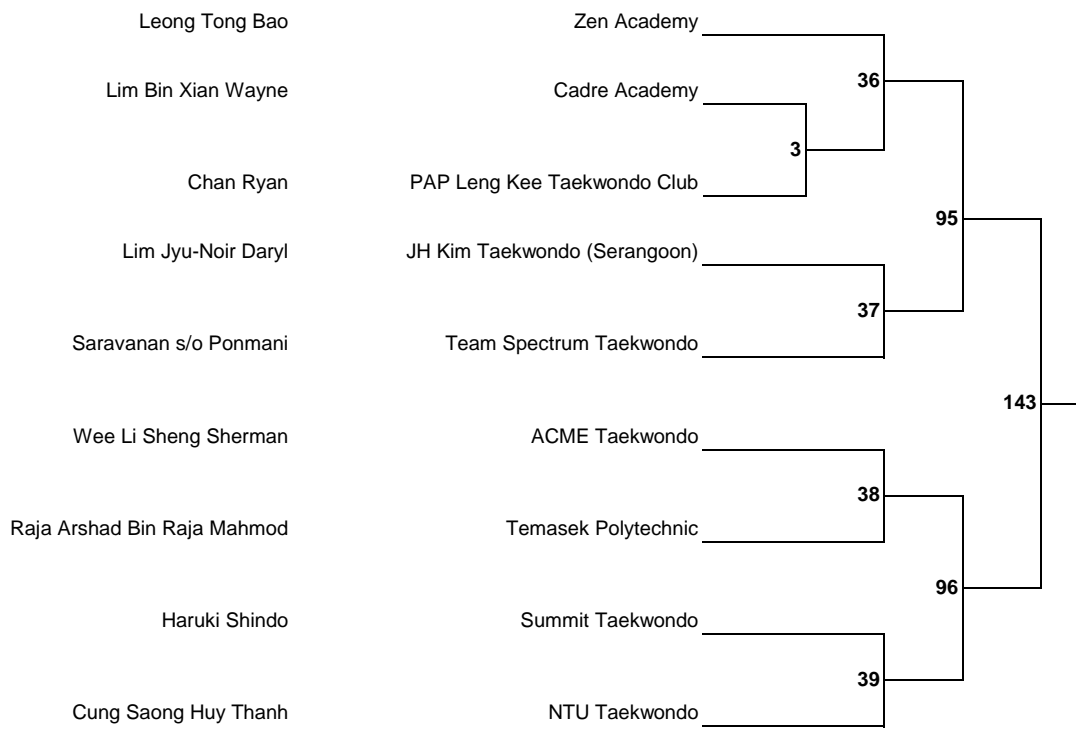 Leong Tong Bao Zen Academy
36
Lim Bin Xian Wayne Cadre Academy
3
Chan Ryan PAP Leng Kee Taekwondo Club
95
Lim Jyu-Noir Daryl JH Kim Taekwondo (Serangoon)
37
Saravanan s/o Ponmani Team Spectrum Taekwondo
143
Wee Li Sheng Sherman ACME Taekwondo
38
Raja Arshad Bin Raja Mahmod Temasek Polytechnic
96
Haruki Shindo Summit Taekwondo
39
Cung Saong Huy Thanh NTU Taekwondo